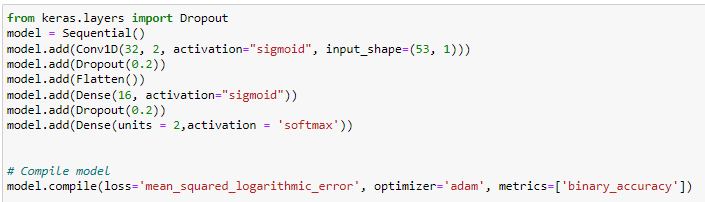 from keras.layers import Dropout
model = Sequential()
model.add(Conv1D(32, 2, activation="sigmoid", input_shape=(53, 1)))
model.add(Dropout(0.2))
model.add(Flatten())
model.add(Dense(16, activation="sigmoid"))
model.add(Dropout(0.2))
model.add(Dense(units = 2,activation = 'softmax'))
# Compile model
model.compile(loss='mean_squared_logarithmic_error', optimizer='adam', metrics=['binary_accuracy'])